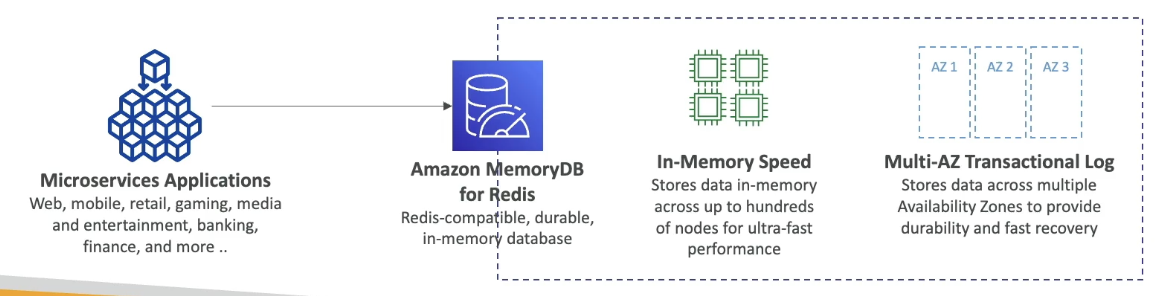 Microservices Applications
Web, mobile, retail, gaming, media
and entertainment, banking,
finance, and more ..
Amazon MemoryDB
for Redis
Redis-compatible, durable,
in-memory database
In-Memory Speed
Stores data in-memory
across up to hundreds
of nodes for ultra-fast
performance
AZ 1
AZ 2
AZ 3
Multi-AZ Transactional Log
Stores data across multiple
Availability Zones to provide
durability and fast recovery